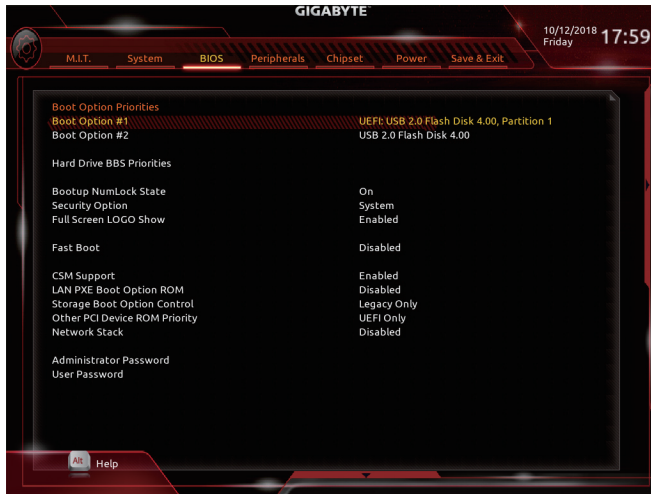 GIGABYTE
10/12/2018 Friday 17:59
M.I.T. System BIOS Peripherals Chipset Power Save & Exit
Boot Option Priorities
Boot Option #1 UEFI: USB 2.0 Flash Disk 4.00, Partition 1
Boot Option #2 USB 2.0 Flash Disk 4.00
Hard Drive BBS Priorities
Bootup NumLock State On
Security Option System
Full Screen LOGO Show Enabled
Fast Boot Disabled
CSM Support Enabled
LAN PXE Boot Option ROM Disabled
Storage Boot Option Control Legacy Only
Other PCI Device ROM Priority UEFI Only
Network Stack Disabled
Administrator Password
User Password
Alt Help